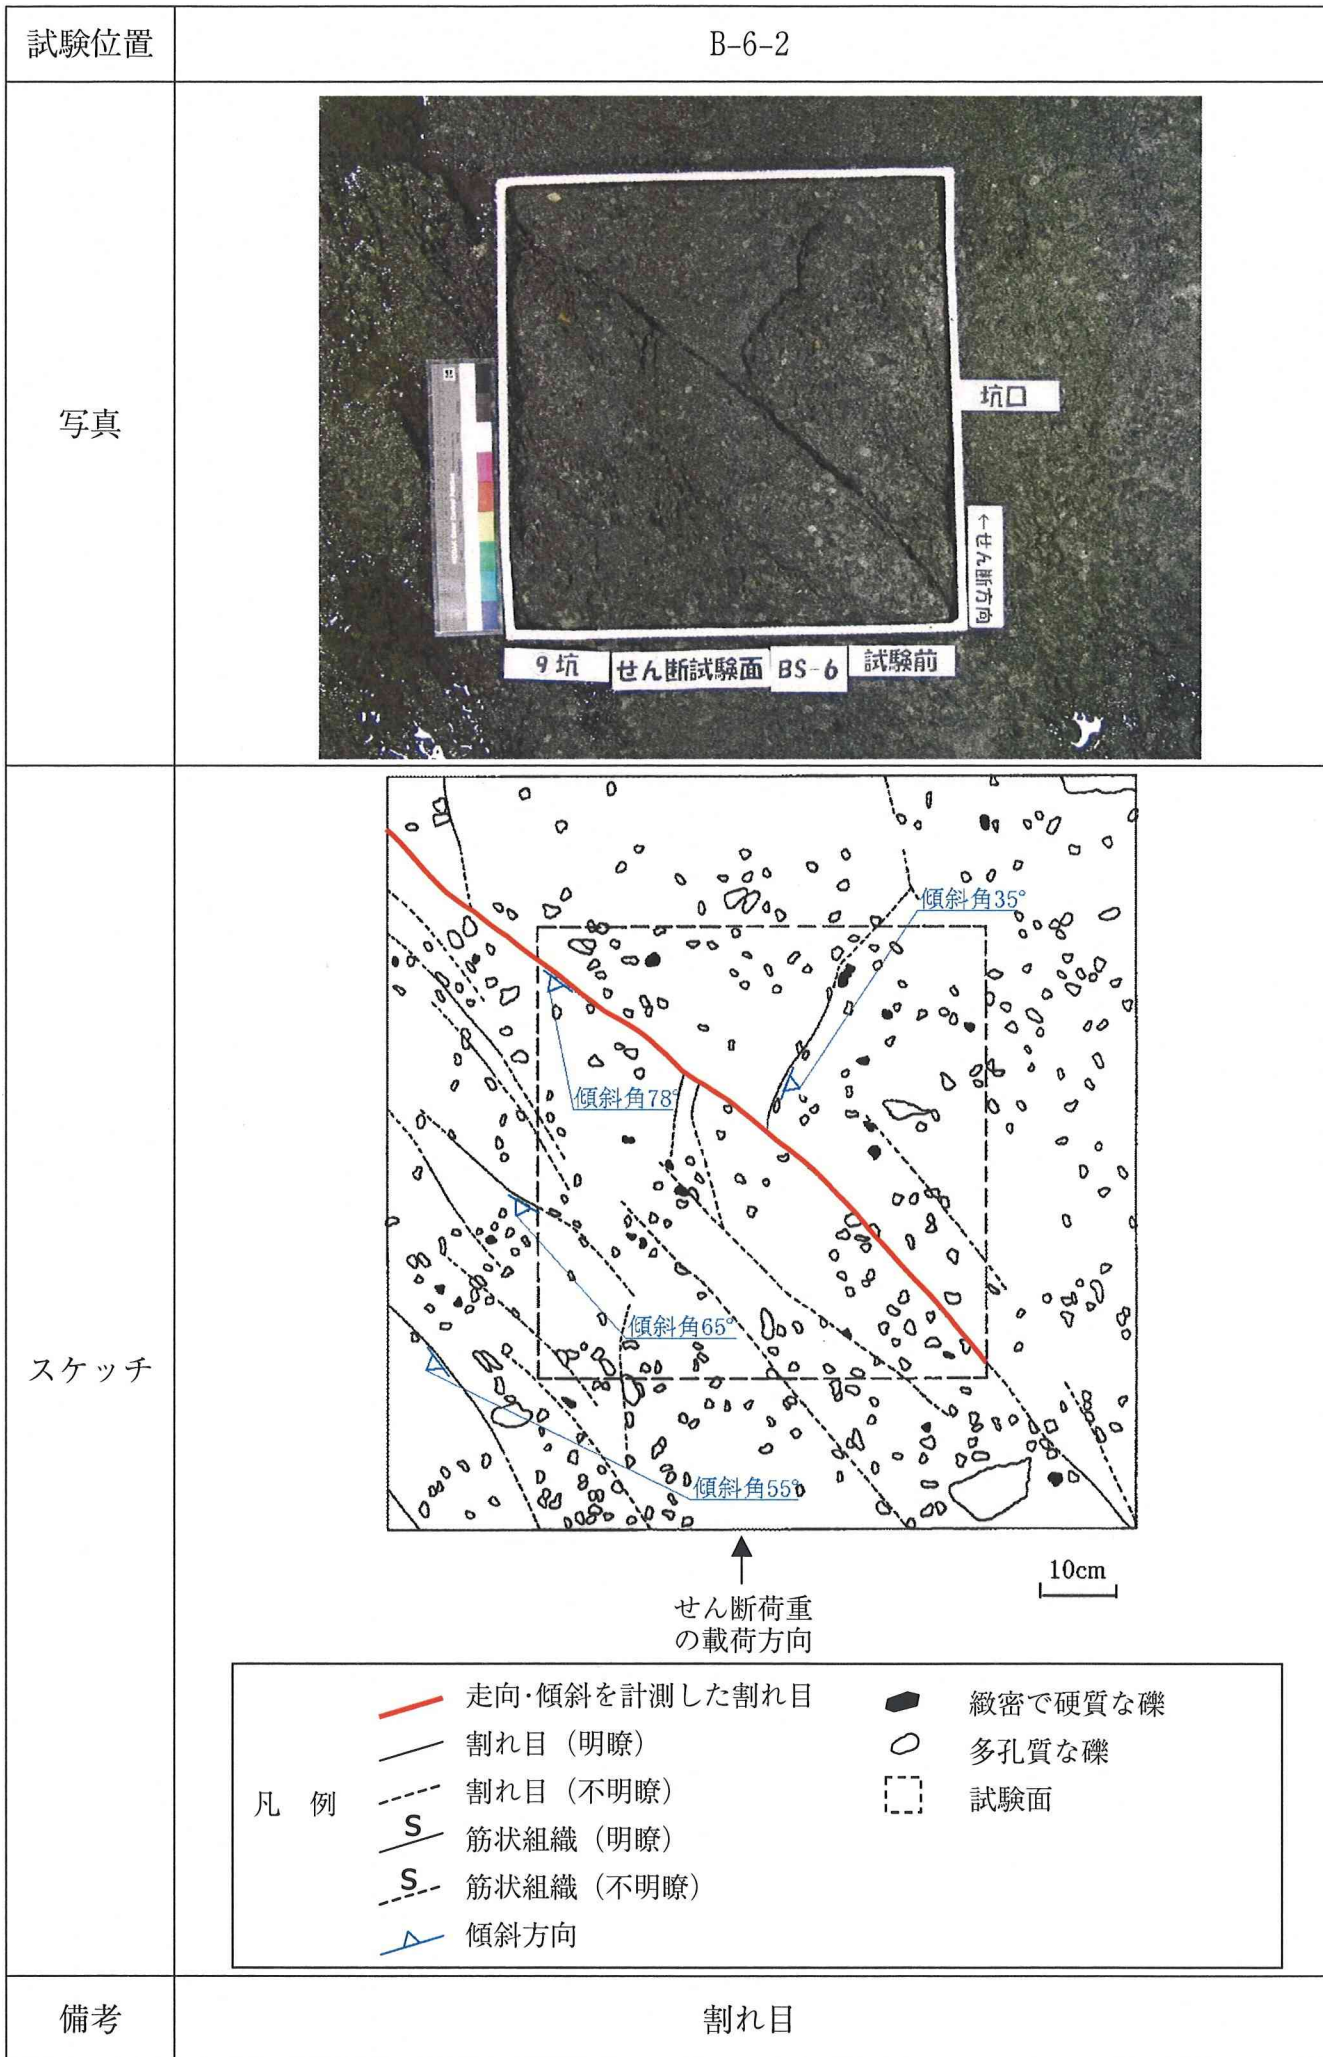 試験位置
B-6-2
写真
坑口
←せん断方向
9坑
せん断試験面
BS-6
試験前
スケッチ
傾斜角35°
傾斜角78°
傾斜角65°
傾斜角55°
10cm
せん断荷重
の載荷方向
凡 例
走向・傾斜を計測した割れ目
割れ目（明瞭）
割れ目（不明瞭）
S
筋状組織（明瞭）
S
筋状組織（不明瞭）
傾斜方向
緻密で硬質な礫
多孔質な礫
試験面
備考
割れ目